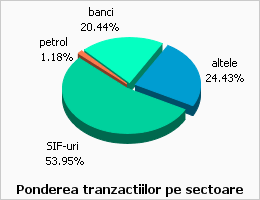 banci
20.44%
petrol
1.18%
altele
24.43%
SIF-uri
53.95%
Ponderea tranzactiilor pe sectoare